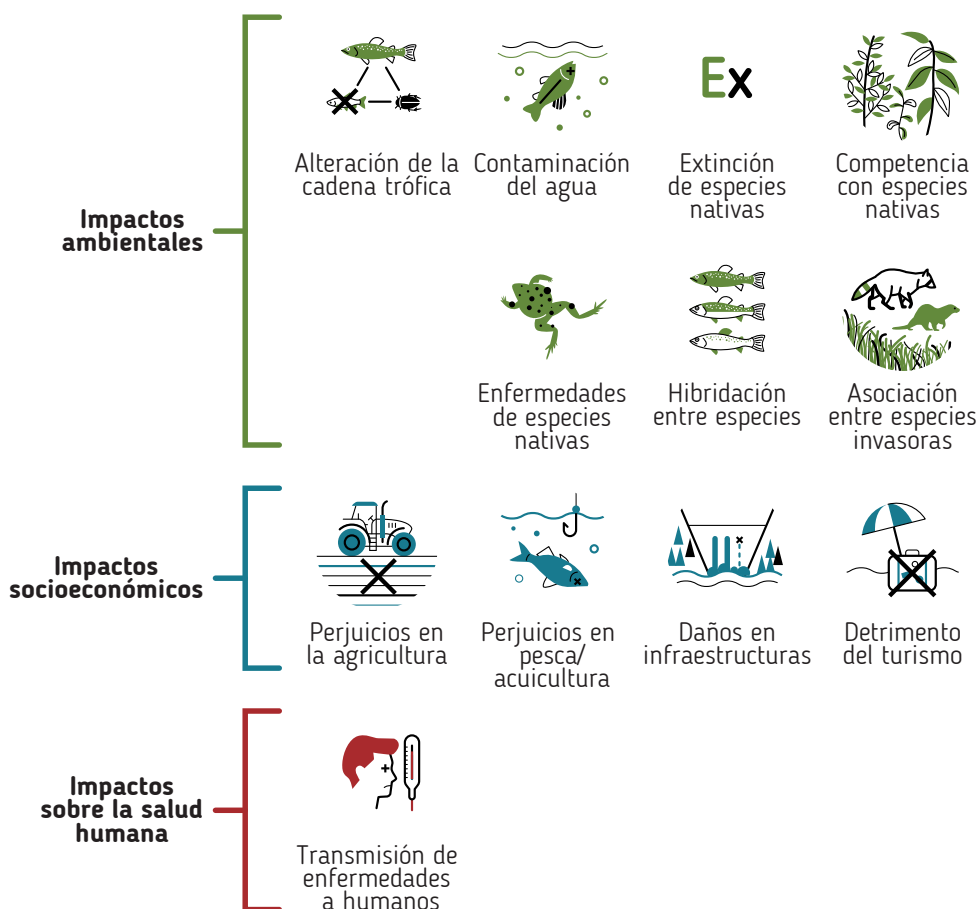 Impactos
ambientales
Alteración de la
cadena trófica
Contaminación
del agua
Ex
Extinción
de especies
nativas
Competencia
con especies
nativas
Enfermedades
de especies
nativas
Hibridación
entre especies
Asociación
entre especies
invasoras
Impactos
socioeconómicos
Perjuicios en
la agricultura
Perjuicios en
pesca/
acuicultura
Daños en
infraestructuras
Detrimento
del turismo
Impactos
sobre la salud
humana
Transmisión de
enfermedades
a humanos